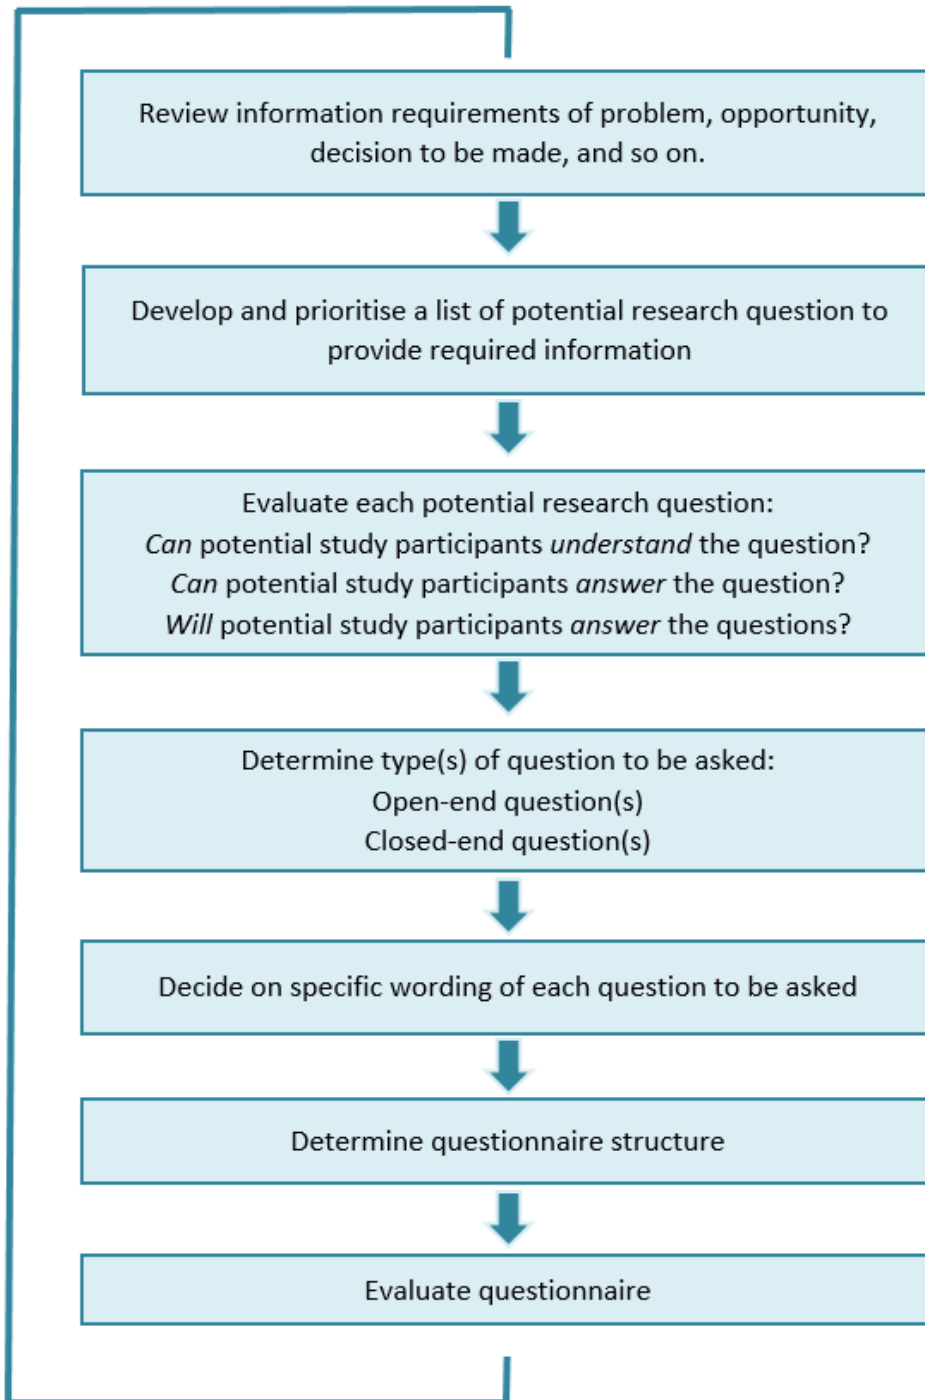 Review information requirements of problem, opportunity,
decision to be made, and so on.
Develop and prioritise a list of potential research question to
provide required information
Evaluate each potential research question:
Can potential study participants understand the question?
Can potential study participants answer the question?
Will potential study participants answer the questions?
Determine type(s) of question to be asked:
Open-end question(s)
Closed-end question(s)
Decide on specific wording of each question to be asked
Determine questionnaire structure
Evaluate questionnaire